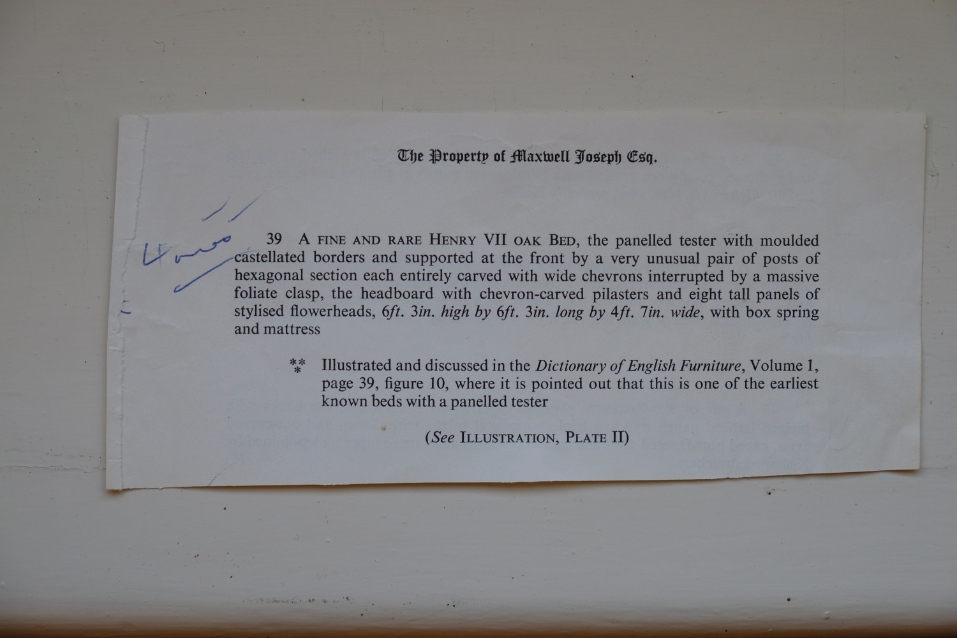 The Property of Maxwell Joseph Esq.
39 A FINE AND RARE HENRY VII OAK BED, the panelled tester with moulded
castellated borders and supported at the front by a very unusual pair of posts of
hexagonal section each entirely carved with wide chevrons interrupted by a massive
foliate clasp, the headboard with chevron-carved pilasters and eight tall panels of
stylised flowerheads, 6ft. 3in. high by 6ft. 3in. long by 4ft. 7in. wide, with box spring
and mattress
*** Illustrated and discussed in the Dictionary of English Furniture, Volume 1,
page 39, figure 10, where it is pointed out that this is one of the earliest
known beds with a panelled tester
(See ILLUSTRATION, PLATE II)